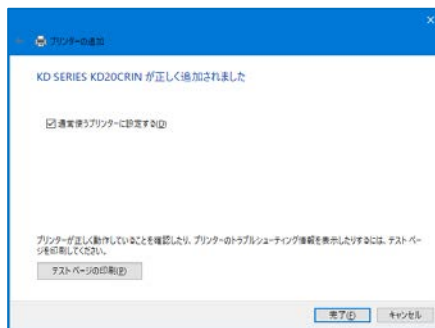 プリンターの追加
KD SERIES KD20CRIN が正しく追加されました
通常使うプリンターに設定する(D)
プリンターが正しく動作していることを確認したり、プリンターのトラブルシューティング情報を表示したりするには、テスト ペー
ジを印刷してください。
テスト ページの印刷(P)
完了(F)
キャンセル